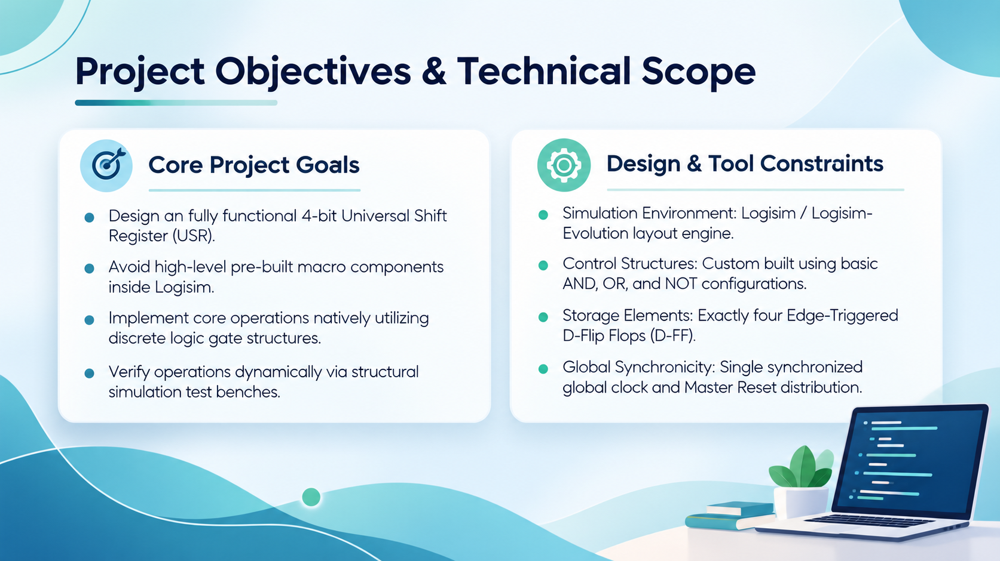 Project Objectives & Technical Scope
Core Project Goals
Design an fully functional 4-bit Universal Shift
Register (USR).
Avoid high-level pre-built macro components
inside Logisim.
Implement core operations natively utilizing
discrete logic gate structures.
Verify operations dynamically via structural
simulation test benches.
Design & Tool Constraints
Simulation Environment: Logisim / Logisim-
Evolution layout engine.
Control Structures: Custom built using basic
AND, OR, and NOT configurations.
Storage Elements: Exactly four Edge-Triggered
D-Flip Flops (D-FF).
Global Synchronicity: Single synchronized
global clock and Master Reset distribution.